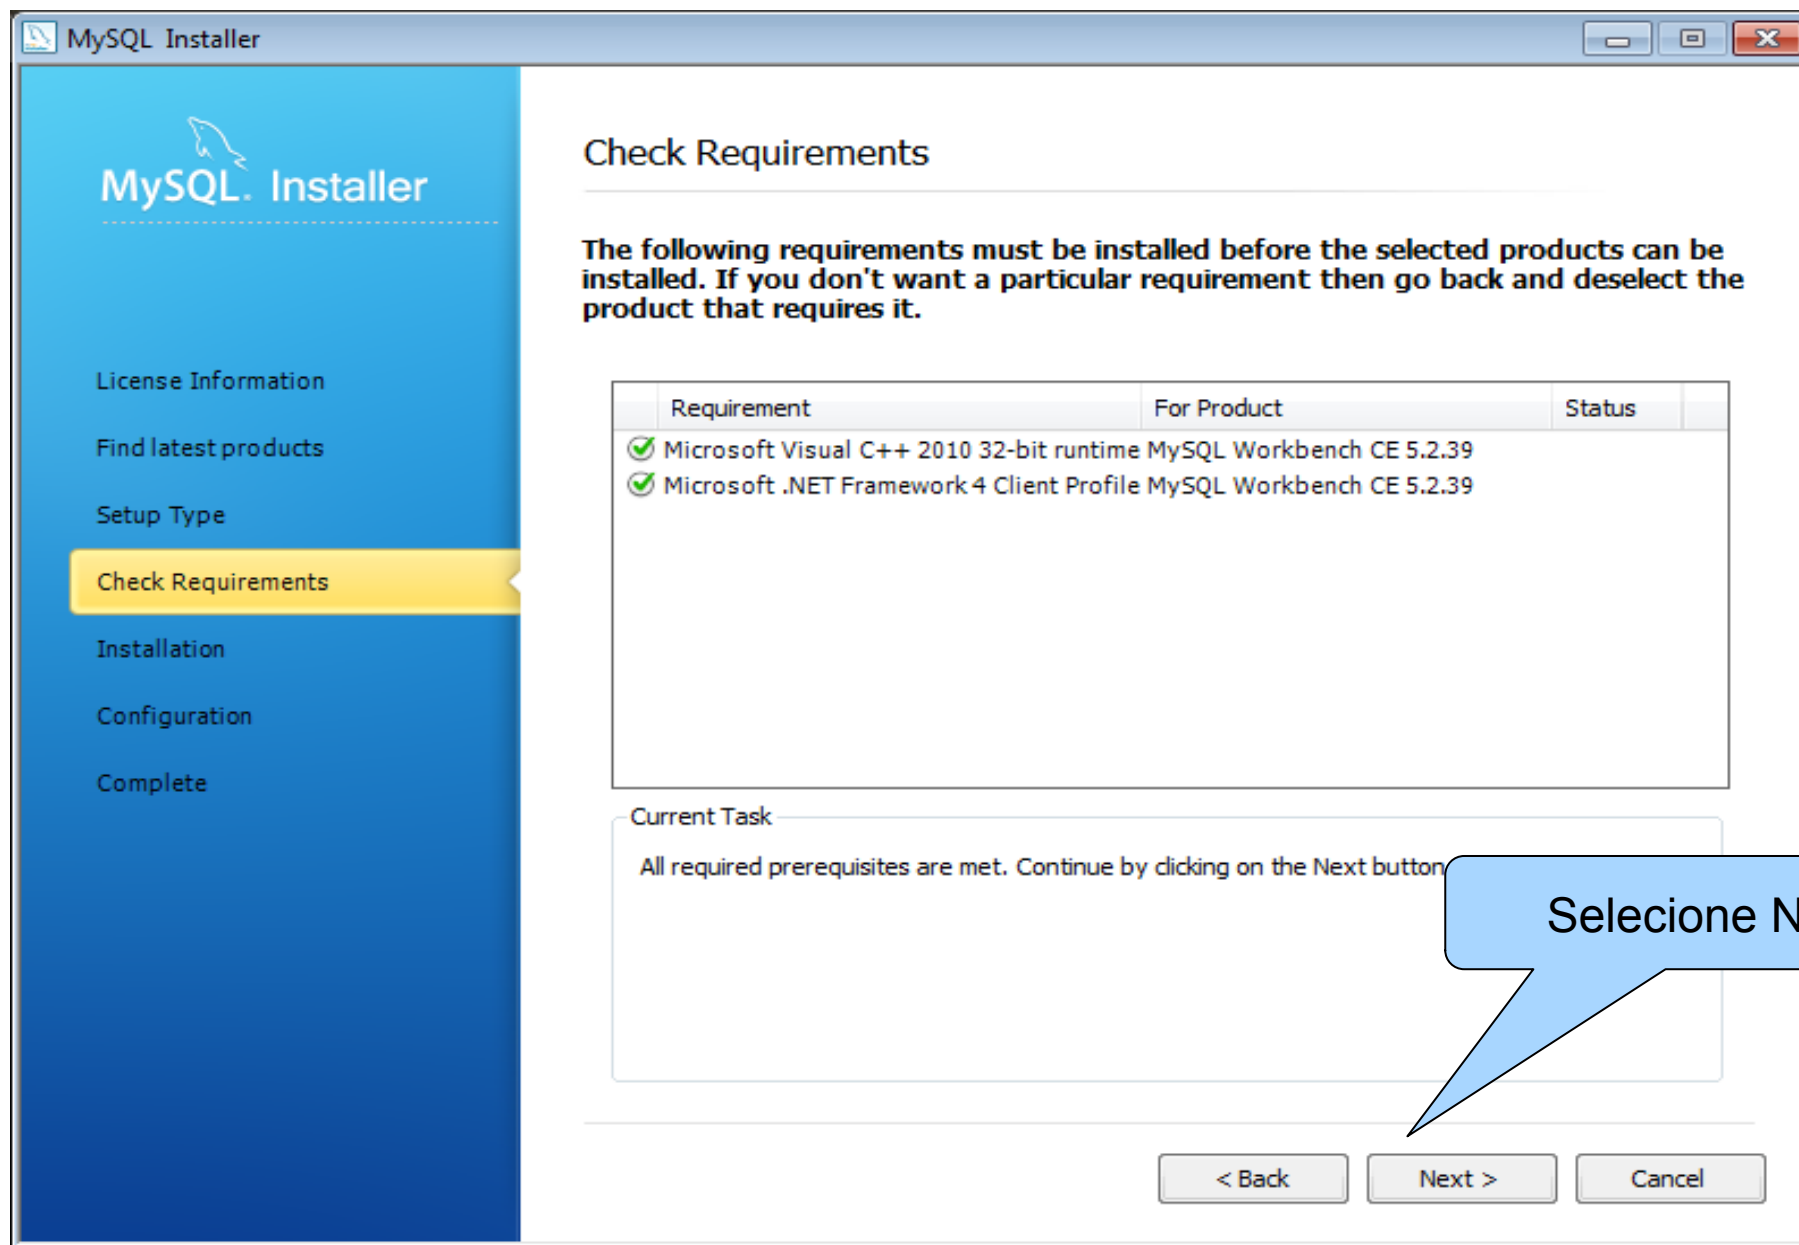 MySQL Installer
MySQL. Installer
License Information
Find latest products
Setup Type
Check Requirements
Installation
Configuration
Complete
Check Requirements
The following requirements must be installed before the selected products can be
installed. If you don't want a particular requirement then go back and deselect the
product that requires it.
Requirement For Product Status
Microsoft Visual C++ 2010 32-bit runtime MySQL Workbench CE 5.2.39
Microsoft .NET Framework 4 Client Profile MySQL Workbench CE 5.2.39
Current Task
All required prerequisites are met. Continue by clicking on the Next button
Selecione N
< Back Next > Cancel